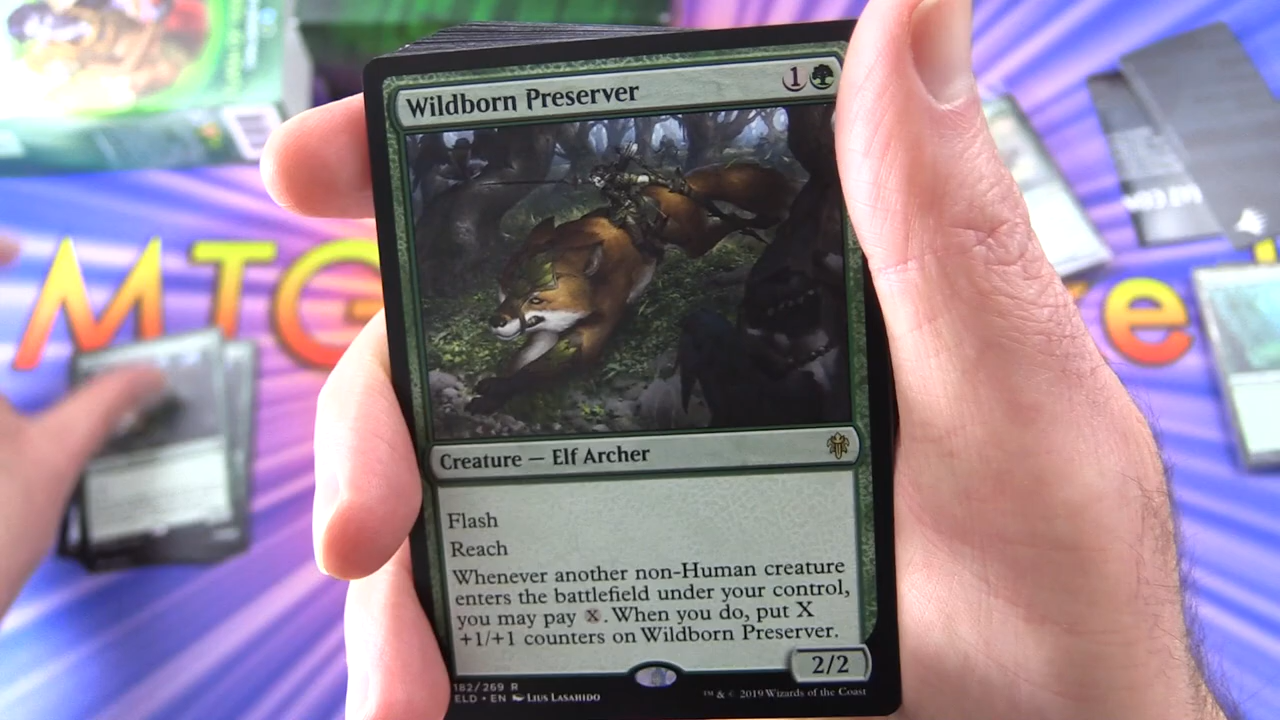 Wildborn Preserver
1
MTG
e
Creature — Elf Archer
Flash
Reach
Whenever another non-Human creature
enters the battlefield under your control,
you may pay X. When you do, put X
+1/+1 counters on Wildborn Preserver.
2/2
182/269 R
ELD • EN Lius Lasahido
™ & © 2019 Wizards of the Coast